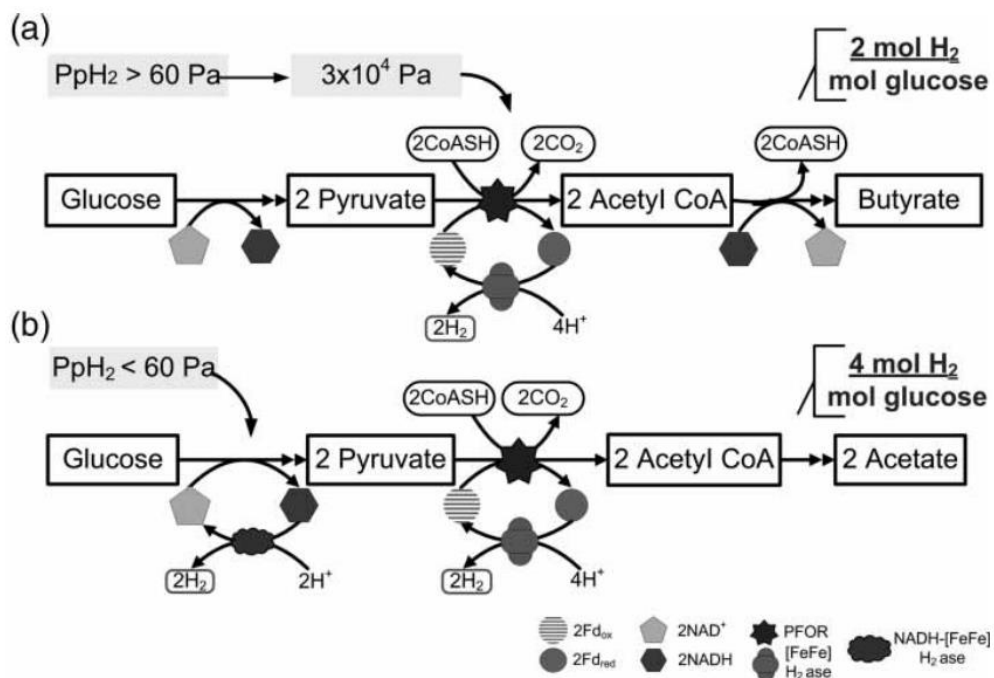 (a)
PpH₂ > 60 Pa
3x10⁴ Pa
2 mol H₂
mol glucose
2CoASH
2CO₂
2CoASH
Glucose
2 Pyruvate
2 Acetyl CoA
Butyrate
2H₂
4H⁺
(b)
PpH₂ < 60 Pa
4 mol H₂
mol glucose
2CoASH
2CO₂
Glucose
2 Pyruvate
2 Acetyl CoA
2 Acetate
2H₂
2H⁺
2H₂
4H⁺
2Fdox
2NAD⁺
PFOR
NADH-[FeFe]
H₂ ase
2Fdred
2NADH
[FeFe]
H₂ ase